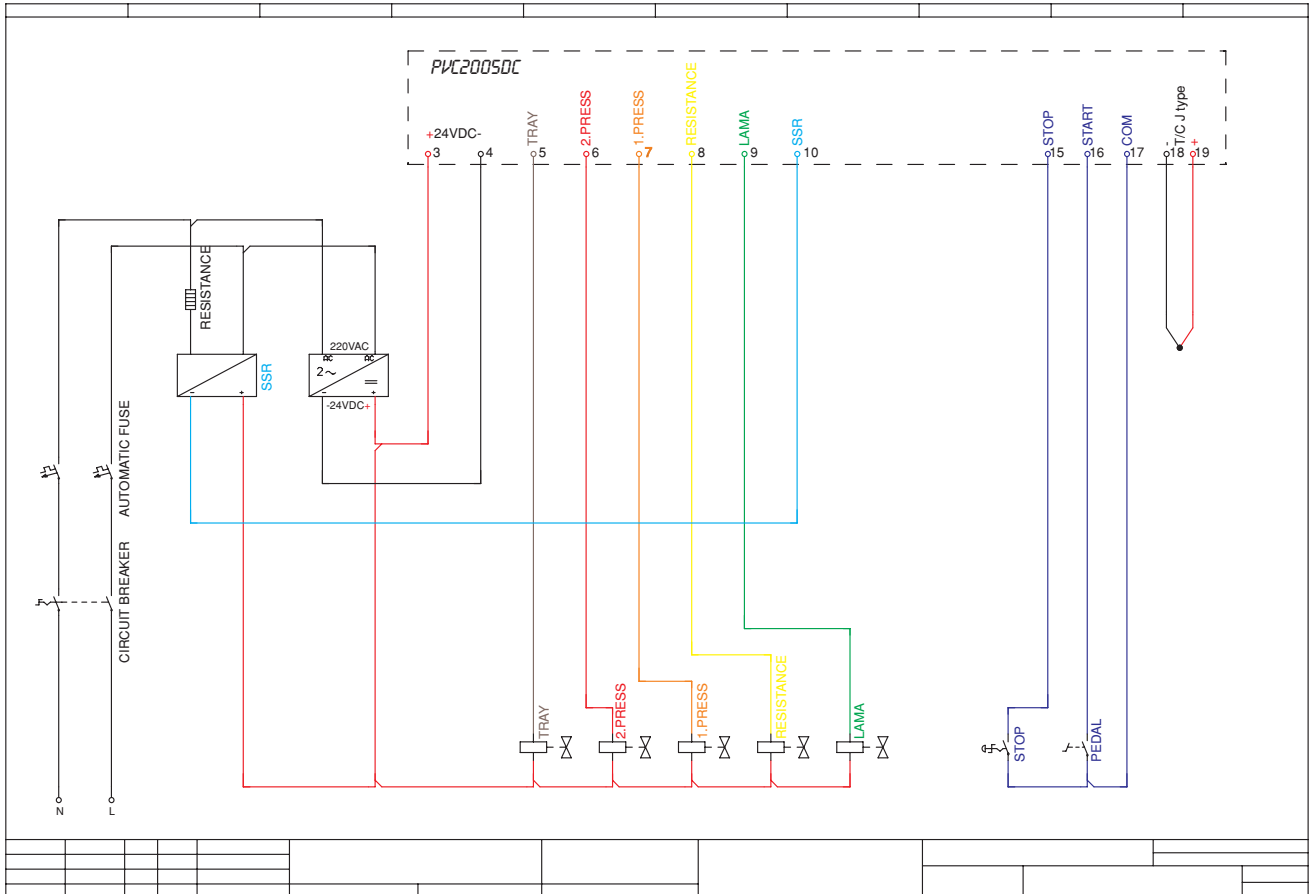 PVC2005DC
+24VDC-
TRAY
2.PRESS
1.PRESS
RESISTANCE
LAMA
SSR
STOP
START
COM
- T/C J type +
3
4
5
6
7
8
9
10
15
16
17
18
19
RESISTANCE
SSR
220VAC
AC
AC
2~
-
+
-
+
-24VDC+
AUTOMATIC FUSE
CIRCUIT BREAKER
TRAY
2.PRESS
1.PRESS
RESISTANCE
LAMA
STOP
PEDAL
N
L